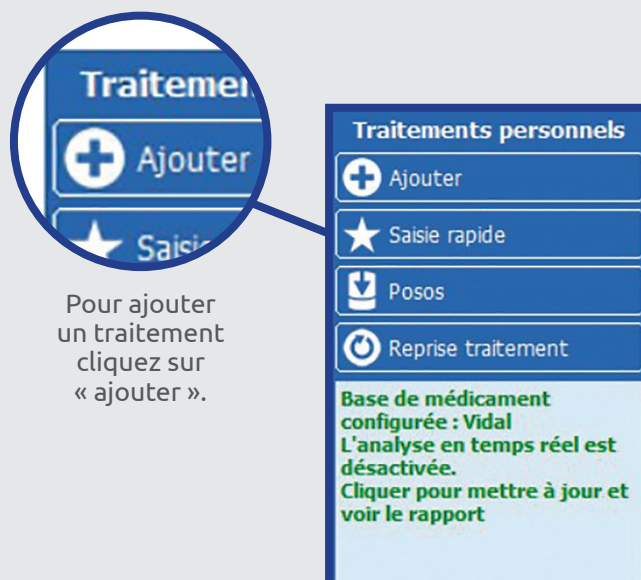 Traitemen
Ajouter
Saisie
Pour ajouter
un traitement
cliquez sur
« ajouter ».
Traitements personnels
Ajouter
Saisie rapide
Posos
Reprise traitement
Base de médicament
configurée : Vidal
L'analyse en temps réel est
désactivée.
Cliquer pour mettre à jour et
voir le rapport